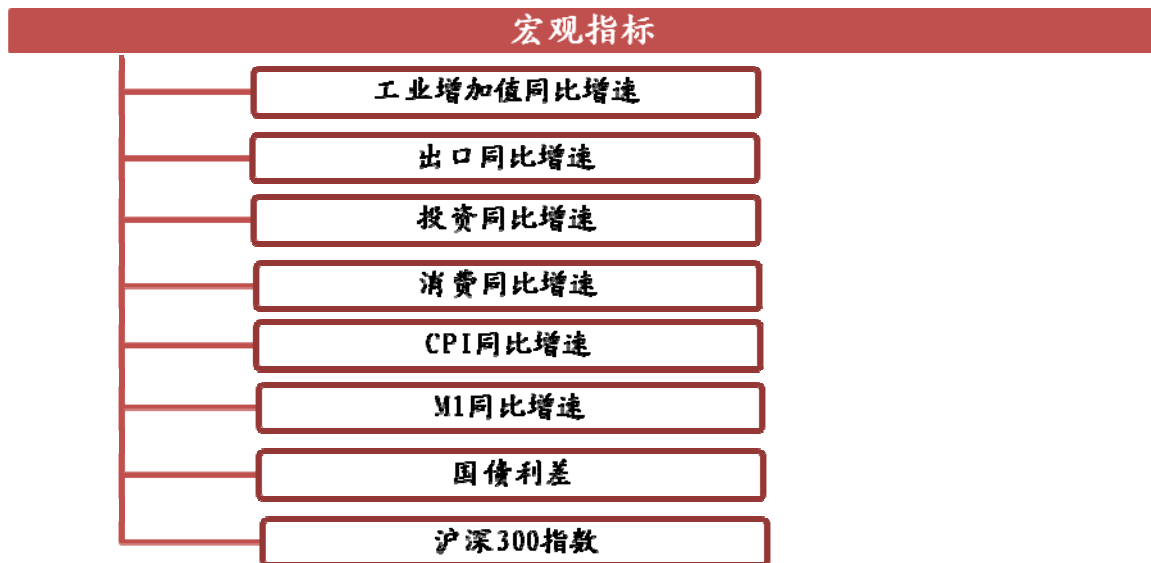 宏观指标
工业增加值同比增速
出口同比增速
投资同比增速
消费同比增速
CPI同比增速
M1同比增速
国债利差
沪深300指数